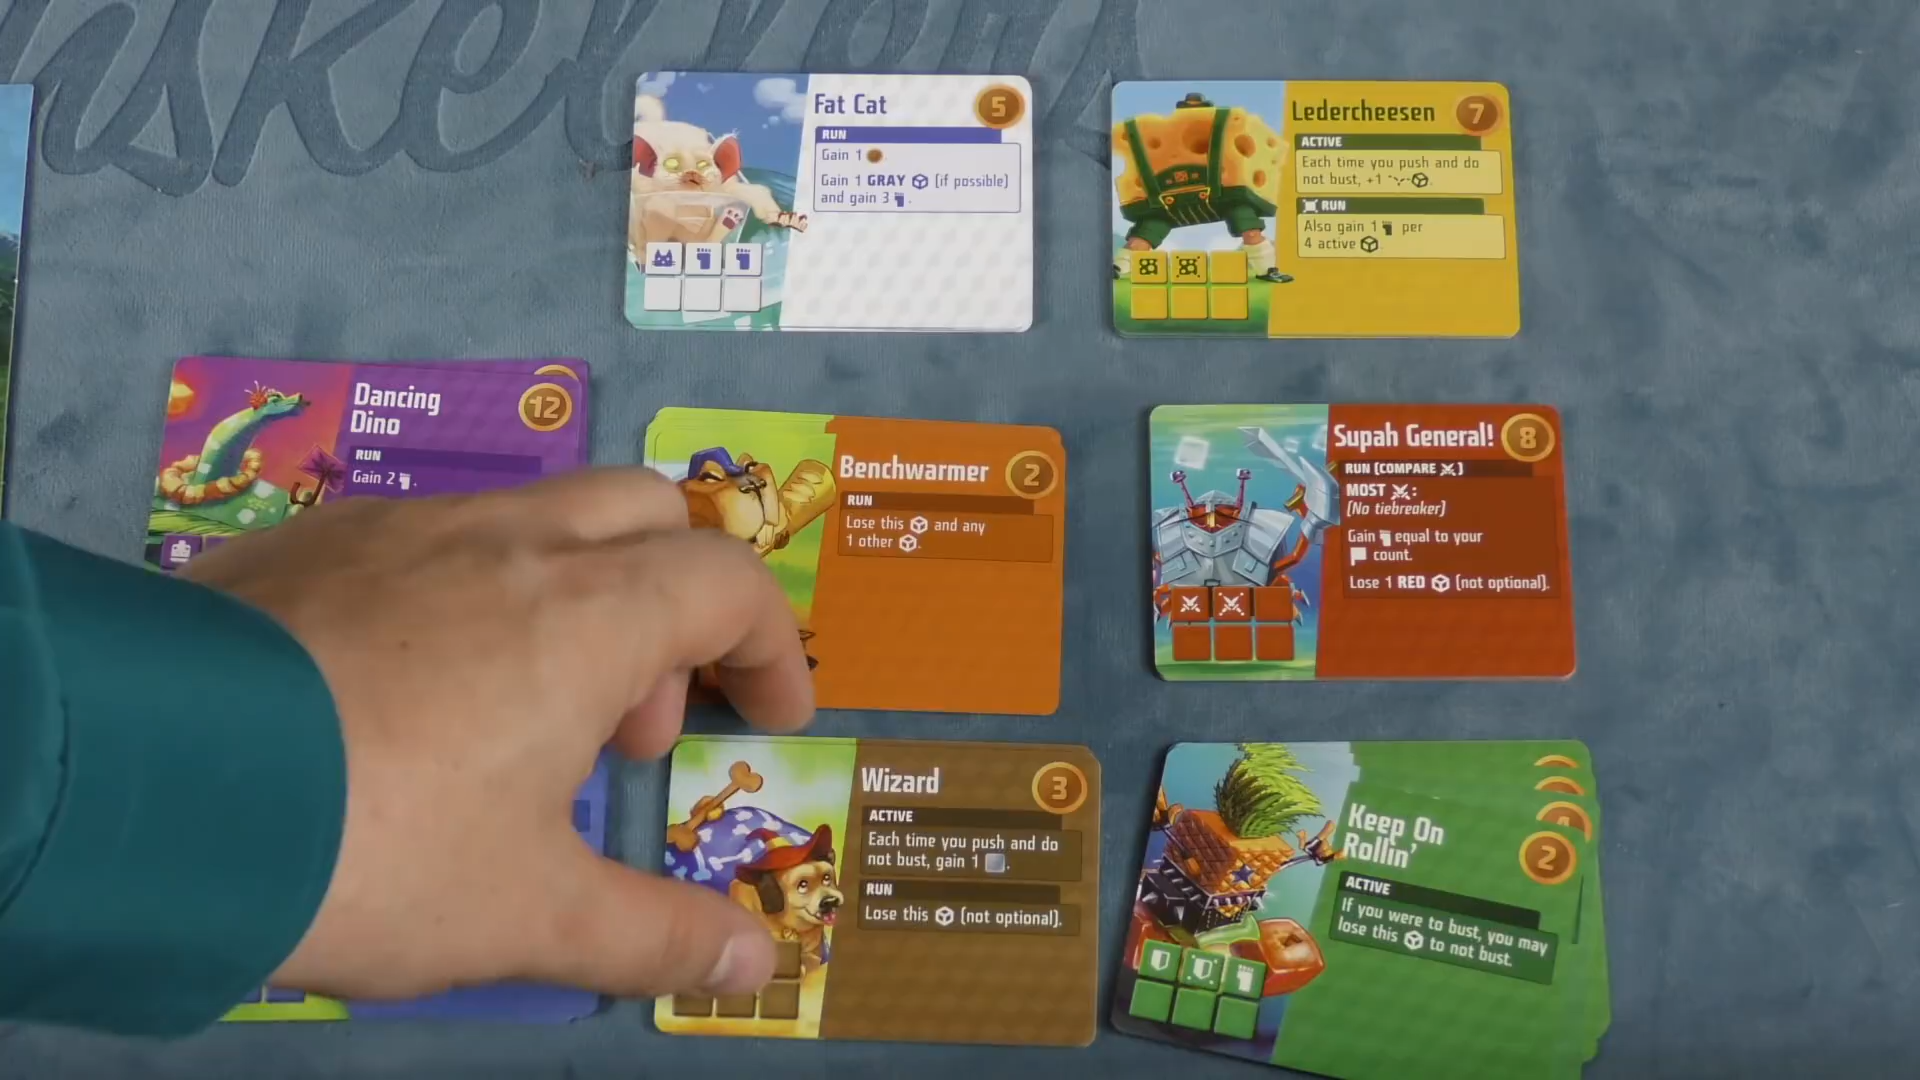 Fat Cat
5
RUN
Gain 1
Gain 1 GRAY (if possible)
and gain 3 .
Ledercheesen
7
ACTIVE
Each time you push and do
not bust, +1 .
RUN
Also gain 1 per
4 active .
Dancing
Dino
12
RUN
Gain 2 .
Benchwarmer
2
RUN
Lose this and any
1 other .
Supah General!
8
RUN (COMPARE )
MOST :
(No tiebreaker)
Gain equal to your
count.
Lose 1 RED (not optional).
Wizard
3
ACTIVE
Each time you push and do
not bust, gain 1 .
RUN
Lose this (not optional).
Keep On
Rollin'
2
ACTIVE
If you were to bust, you may
lose this to not bust.